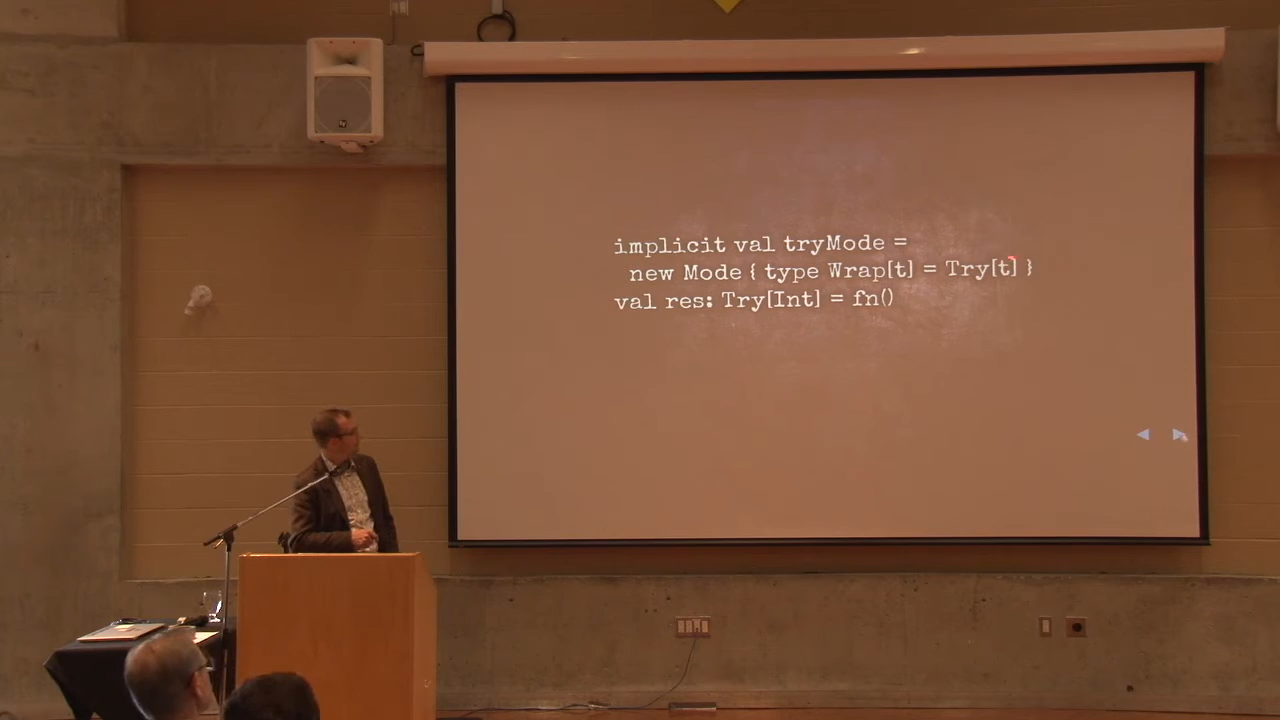 implicit val tryMode =
new Mode { type Wrap[t] = Try[t] }
val res: Try[Int] = fn()